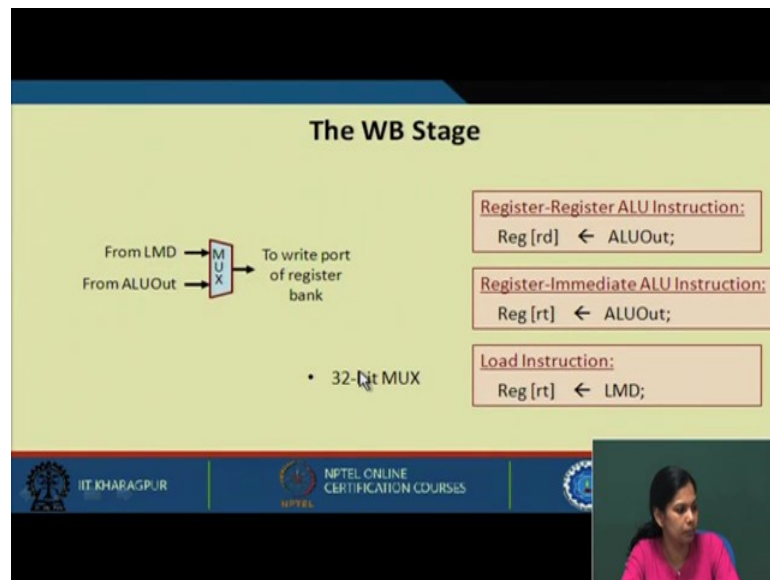 The WB Stage
From LMD
From ALUOut
MUX
To write port
of register
bank
• 32-bit MUX
Register-Register ALU Instruction:
Reg [rd] ← ALUOut;
Register-Immediate ALU Instruction:
Reg [rt] ← ALUOut;
Load Instruction:
Reg [rt] ← LMD;
IIT KHARAGPUR
NPTEL
NPTEL ONLINE
CERTIFICATION COURSES